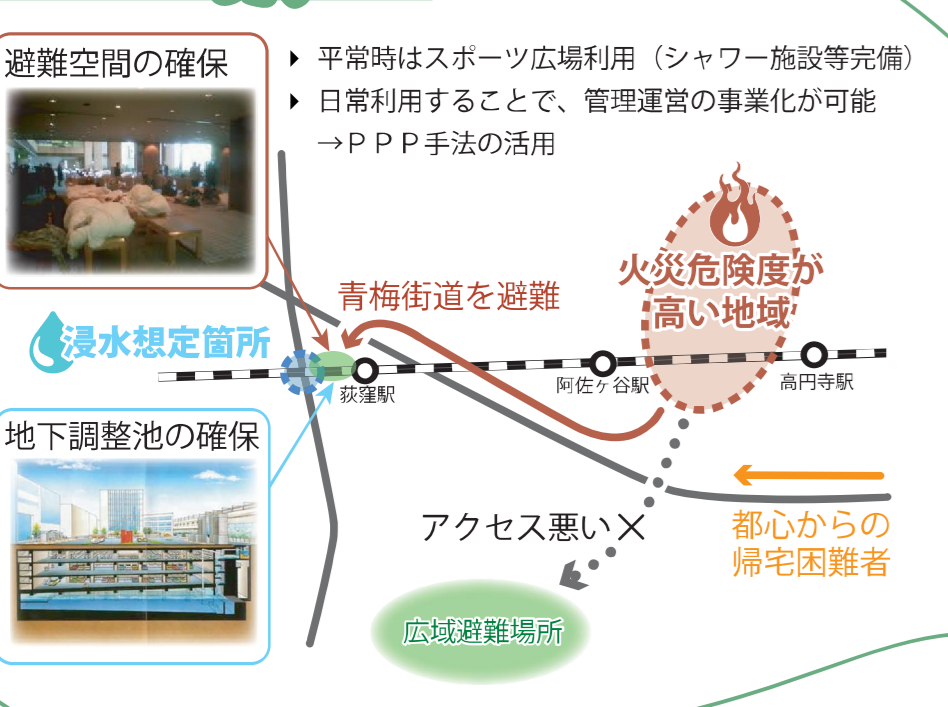 避難空間の確保
平常時はスポーツ広場利用（シャワー施設等完備）
日常利用することで、管理運営の事業化が可能
→ＰＰＰ手法の活用
火災危険度が
高い地域
青梅街道を避難
浸水想定箇所
荻窪駅
阿佐ヶ谷駅
高円寺駅
地下調整池の確保
アクセス悪い×
都心からの
帰宅困難者
広域避難場所